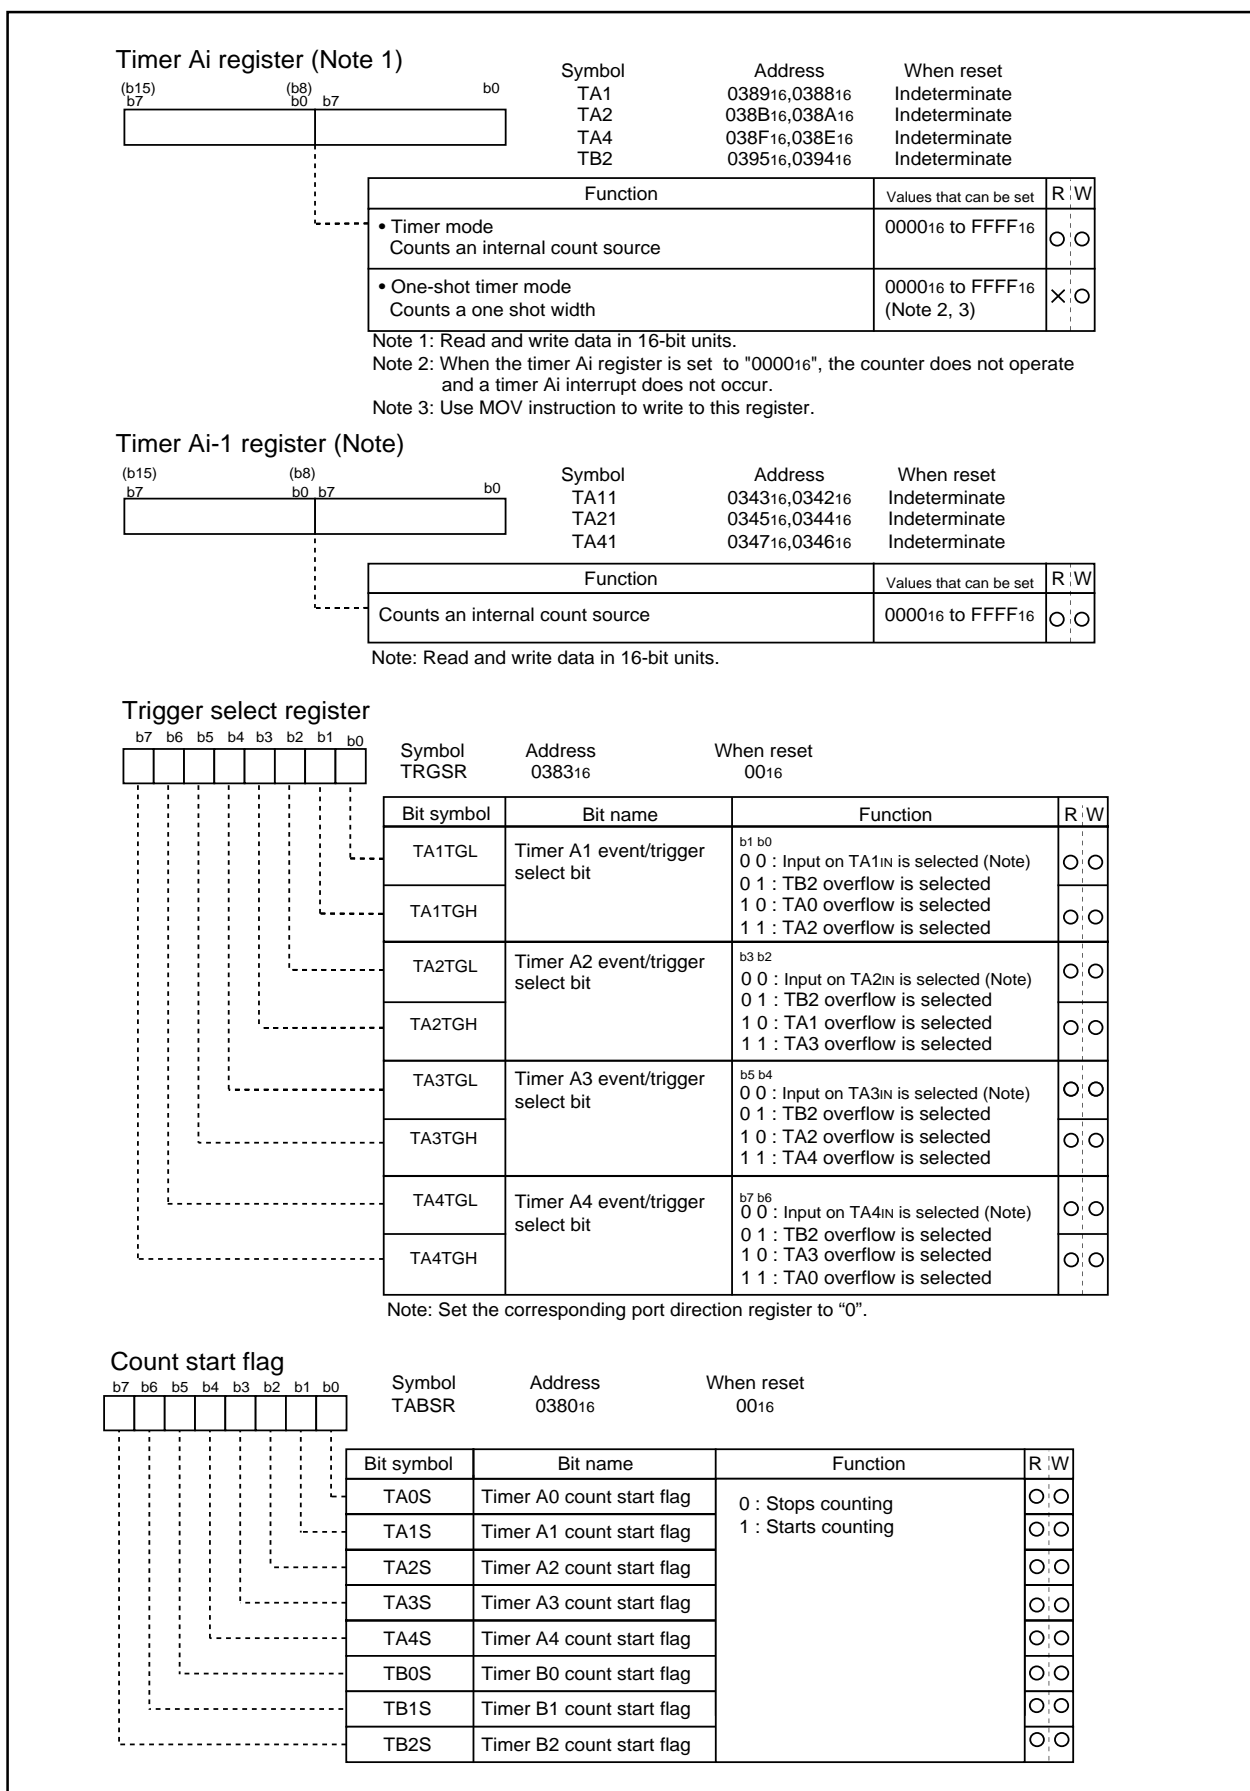 Timer Ai register (Note 1)
Symbol Address When reset
(b15) (b8) b0
b7 b0 b7
TA1 038916,038816 Indeterminate
TA2 038B16,038A16 Indeterminate
TA4 038F16,038E16 Indeterminate
TB2 039516,039416 Indeterminate
Function Values that can be set R W
• Timer mode 000016 to FFFF16
Counts an internal count source
• One-shot timer mode 000016 to FFFF16
Counts a one shot width (Note 2, 3)
Note 1: Read and write data in 16-bit units.
Note 2: When the timer Ai register is set to "000016", the counter does not operate
and a timer Ai interrupt does not occur.
Note 3: Use MOV instruction to write to this register.
Timer Ai-1 register (Note)
(b15) (b8) Symbol Address When reset
b7 b0 b7 b0
TA11 034316,034216 Indeterminate
TA21 034516,034416 Indeterminate
TA41 034716,034616 Indeterminate
Function Values that can be set R W
Counts an internal count source 000016 to FFFF16
Note: Read and write data in 16-bit units.
Trigger select register
b7 b6 b5 b4 b3 b2 b1 b0
Symbol Address When reset
TRGSR 038316 0016
Bit symbol Bit name Function R W
b1 b0
TA1TGL Timer A1 event/trigger 0 0 : Input on TA1IN is selected (Note)
select bit 0 1 : TB2 overflow is selected
TA1TGH 1 0 : TA0 overflow is selected
1 1 : TA2 overflow is selected
b3 b2
TA2TGL Timer A2 event/trigger 0 0 : Input on TA2IN is selected (Note)
select bit 0 1 : TB2 overflow is selected
TA2TGH 1 0 : TA1 overflow is selected
1 1 : TA3 overflow is selected
b5 b4
TA3TGL Timer A3 event/trigger 0 0 : Input on TA3IN is selected (Note)
select bit 0 1 : TB2 overflow is selected
TA3TGH 1 0 : TA2 overflow is selected
1 1 : TA4 overflow is selected
b7 b6
TA4TGL Timer A4 event/trigger 0 0 : Input on TA4IN is selected (Note)
select bit 0 1 : TB2 overflow is selected
TA4TGH 1 0 : TA3 overflow is selected
1 1 : TA0 overflow is selected
Note: Set the corresponding port direction register to “0”.
Count start flag
b7 b6 b5 b4 b3 b2 b1 b0
Symbol Address When reset
TABSR 038016 0016
Bit symbol Bit name Function R W
TA0S Timer A0 count start flag 0 : Stops counting
TA1S Timer A1 count start flag 1 : Starts counting
TA2S Timer A2 count start flag
TA3S Timer A3 count start flag
TA4S Timer A4 count start flag
TB0S Timer B0 count start flag
TB1S Timer B1 count start flag
TB2S Timer B2 count start flag